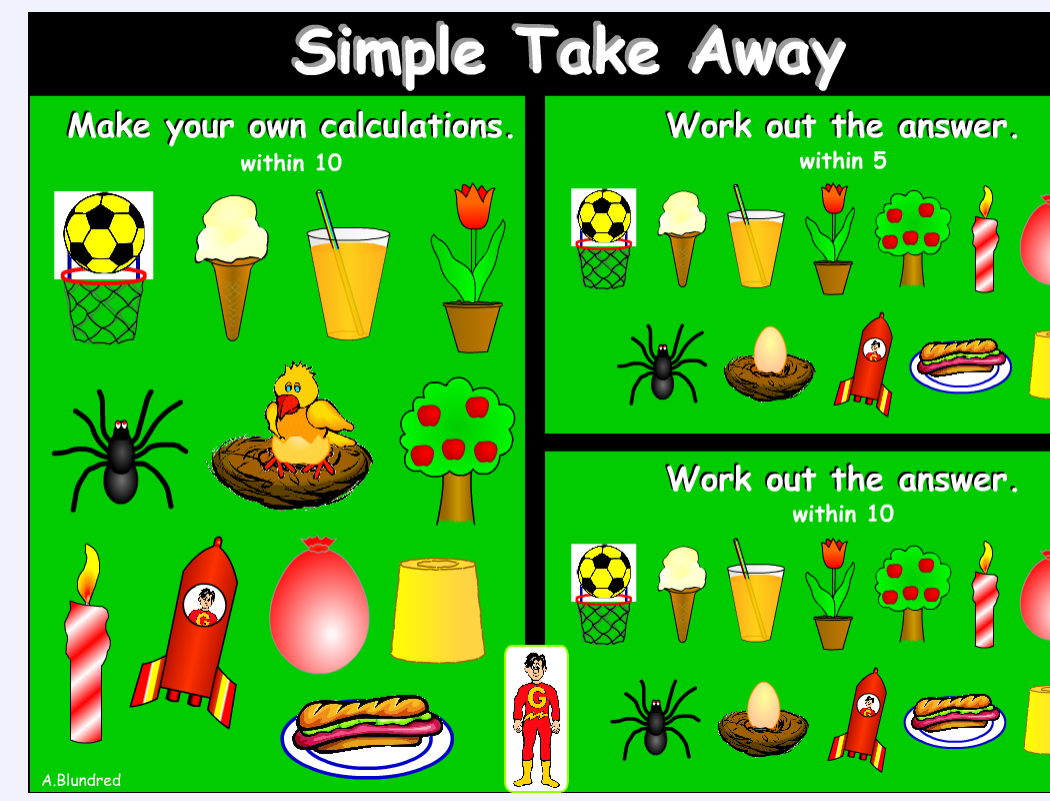 Simple Take Away
Make your own calculations.
within 10
Work out the answer.
within 5
Work out the answer.
within 10
G
G
A.Blundred